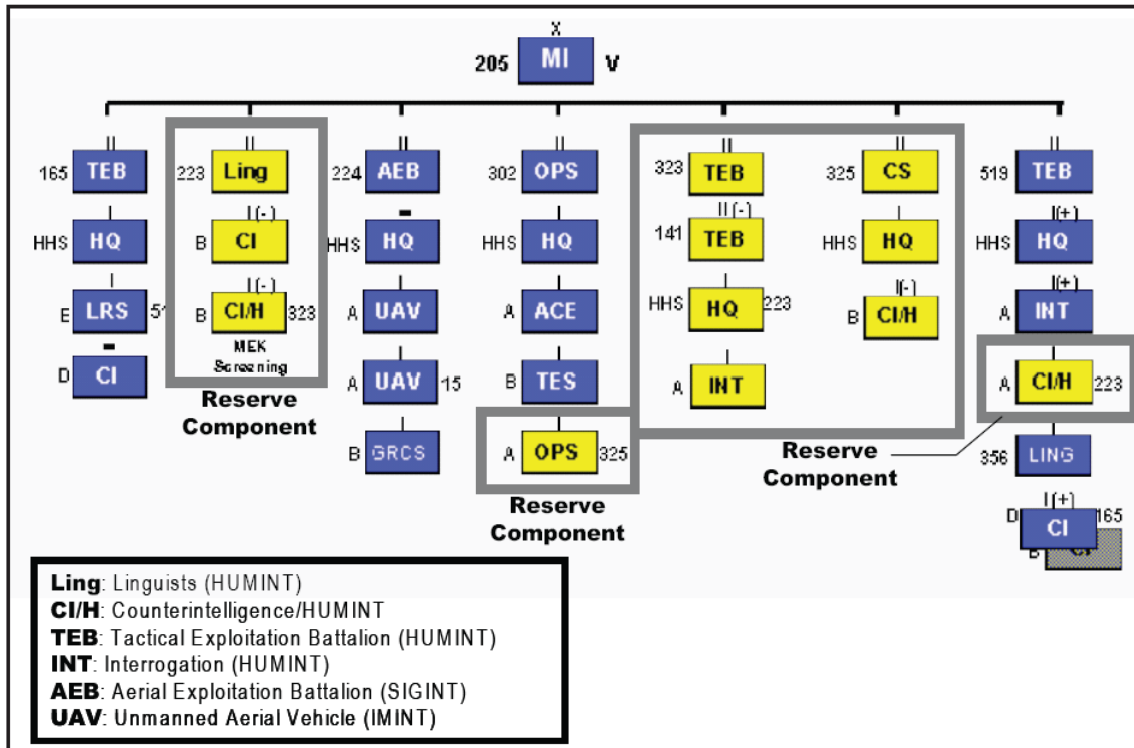 X
205 MI V
II II II II II II II
165 TEB 223 Ling 224 AEB 302 OPS 323 TEB 325 CS 519 TEB
I I(-) I II(-) I I(+)
HHS HQ B CI HHS HQ HHS HQ 141 TEB HHS HQ HHS HQ
I I(-) I I I I(-) I(+)
E LRS 51 B CI/H 323 A UAV A ACE HHS HQ 223 B CI/H A INT
MEK
Screening
D CI A UAV 15 B TES A INT A CI/H 223
Reserve
Component
B GRCS A OPS 325 356 LING
Reserve
Component
Reserve
Component
I(+)
D CI 165
B
Ling: Linguists (HUMINT)
CI/H: Counterintelligence/HUMINT
TEB: Tactical Exploitation Battalion (HUMINT)
INT: Interrogation (HUMINT)
AEB: Aerial Exploitation Battalion (SIGINT)
UAV: Unmanned Aerial Vehicle (IMINT)